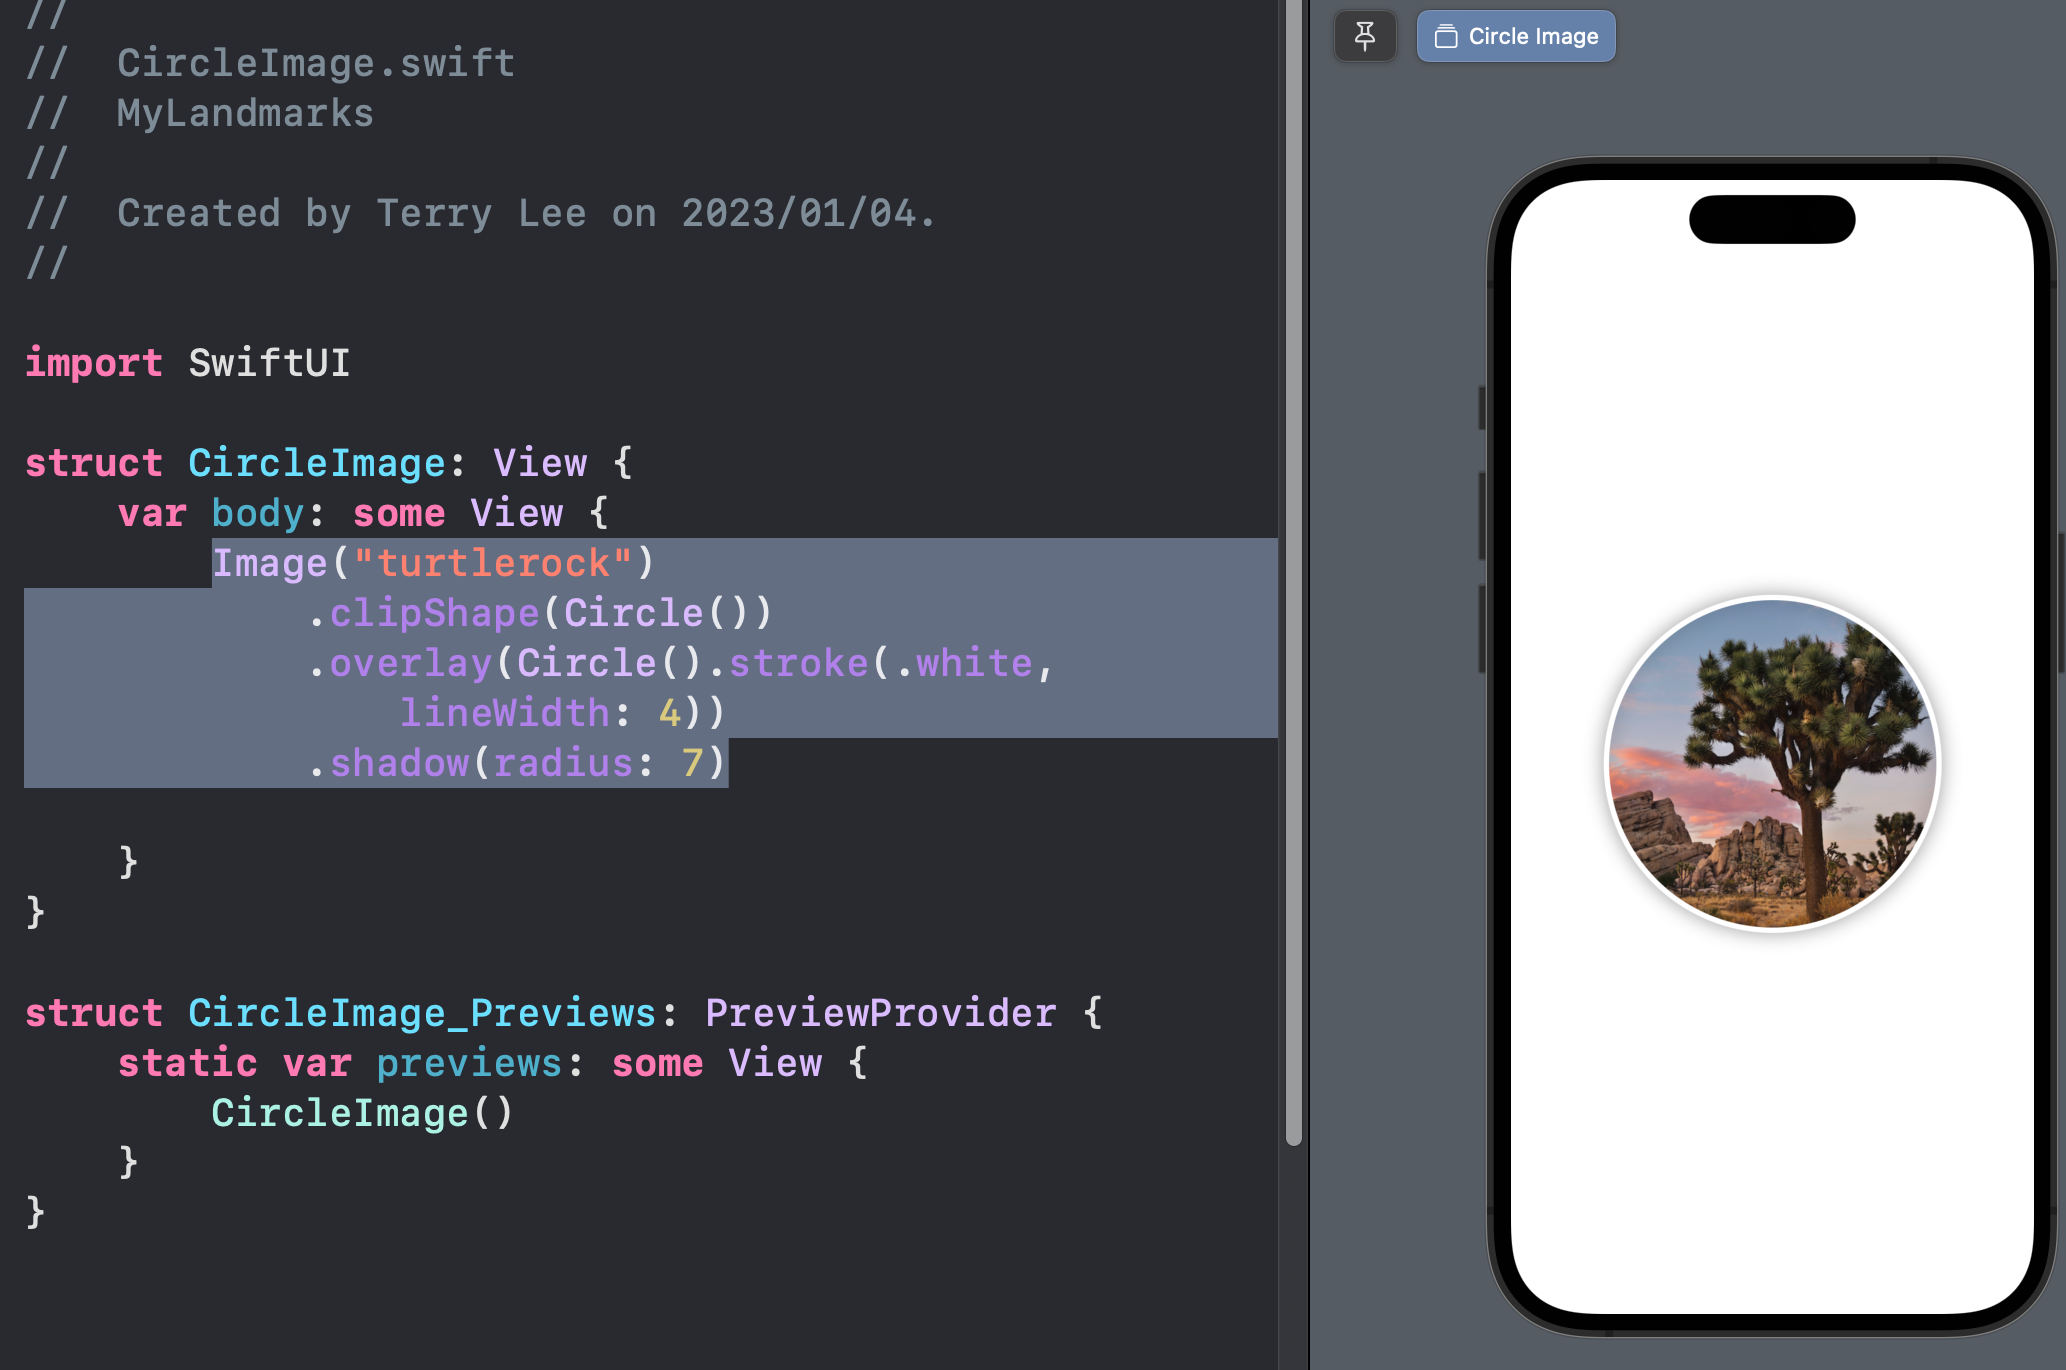 //
//  CircleImage.swift
//  MyLandmarks
//
//  Created by Terry Lee on 2023/01/04.
//
import SwiftUI
struct CircleImage: View {
    var body: some View {
        Image("turtlerock")
            .clipShape(Circle())
            .overlay(Circle().stroke(.white,
                lineWidth: 4))
            .shadow(radius: 7)
    }
}
struct CircleImage_Previews: PreviewProvider {
    static var previews: some View {
        CircleImage()
    }
}
Circle Image